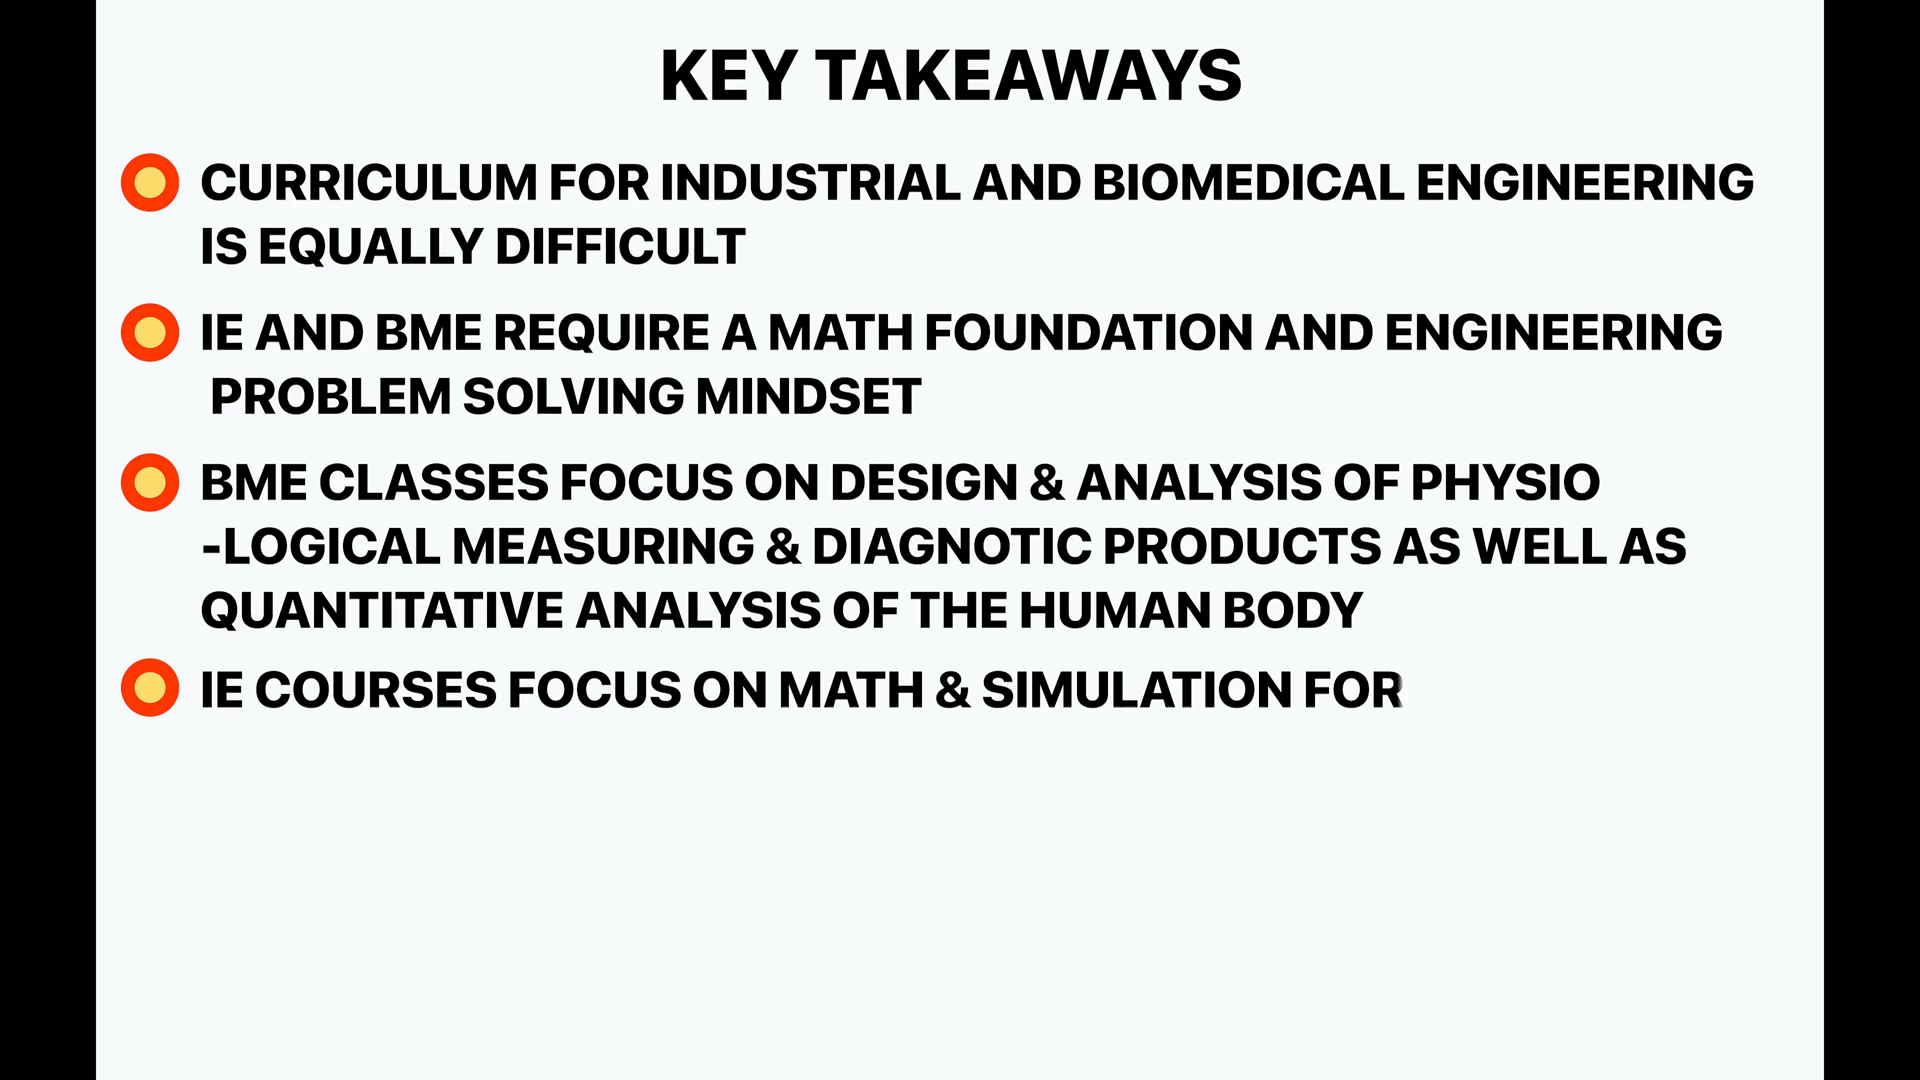 KEY TAKEAWAYS
CURRICULUM FOR INDUSTRIAL AND BIOMEDICAL ENGINEERING
IS EQUALLY DIFFICULT
IE AND BME REQUIRE A MATH FOUNDATION AND ENGINEERING
PROBLEM SOLVING MINDSET
BME CLASSES FOCUS ON DESIGN & ANALYSIS OF PHYSIO
-LOGICAL MEASURING & DIAGNOTIC PRODUCTS AS WELL AS
QUANTITATIVE ANALYSIS OF THE HUMAN BODY
IE COURSES FOCUS ON MATH & SIMULATION FOR